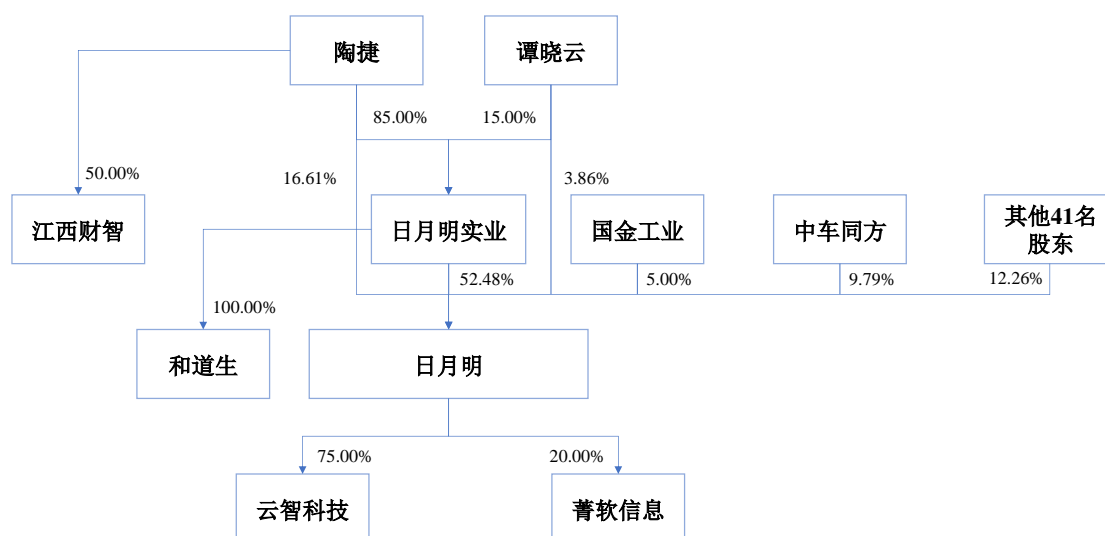 陶捷
谭晓云
85.00%
15.00%
50.00%
16.61%
3.86%
江西财智
日月明实业
国金工业
中车同方
其他41名
股东
52.48%
5.00%
9.79%
12.26%
100.00%
和道生
日月明
75.00%
20.00%
云智科技
菁软信息